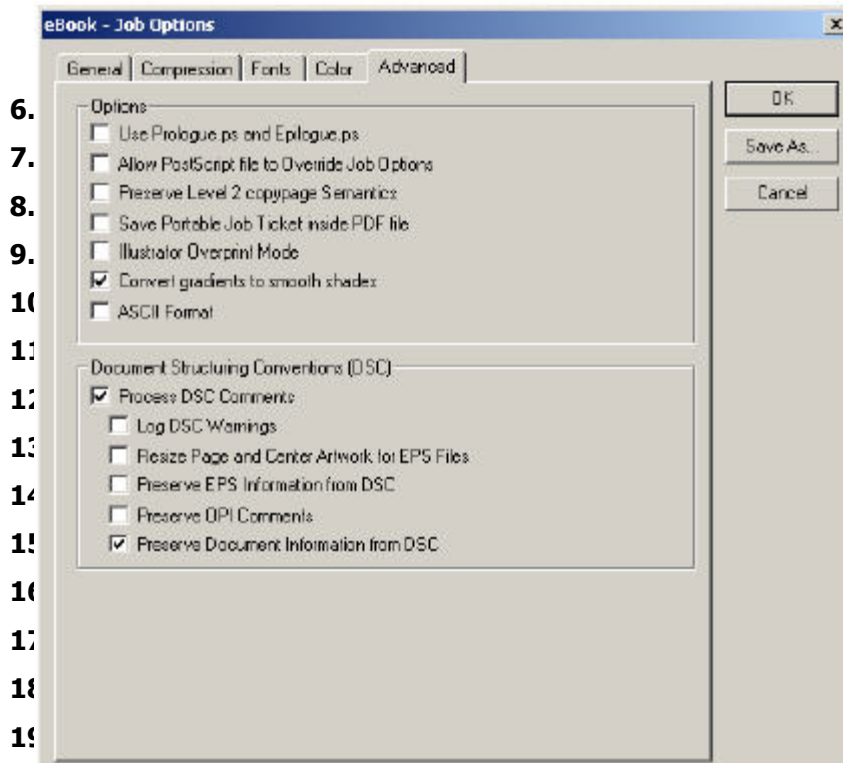 eBook - Job Options
General Compression Fonts Color Advanced
OK
Save As...
Cancel
Options
Use Prologue.ps and Epilogue.ps
Allow PostScript file to Override Job Options
Preserve Level 2 copypage Semantics
Save Portable Job Ticket inside PDF file
Illustrator Overprint Mode
Convert gradients to smooth shades
ASCII Format
Document Structuring Conventions (DSC)
Process DSC Comments
Log DSC Warnings
Resize Page and Center Artwork for EPS Files
Preserve EPS Information from DSC
Preserve OPI Comments
Preserve Document Information from DSC
6.
7.
8.
9.